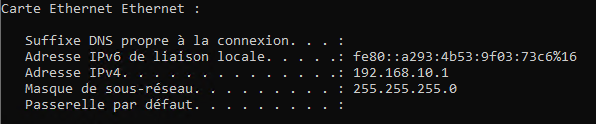 Carte Ethernet Ethernet :
Suffixe DNS propre à la connexion. . . :
Adresse IPv6 de liaison locale. . . . .: fe80::a293:4b53:9f03:73c6%16
Adresse IPv4. . . . . . . . . . . . . .: 192.168.10.1
Masque de sous-réseau. . . . . . . . . : 255.255.255.0
Passerelle par défaut. . . . . . . . . :